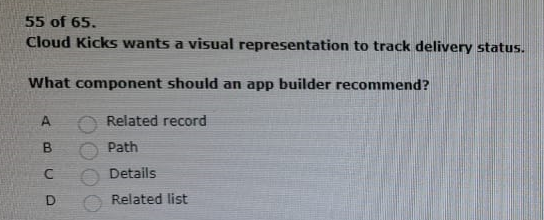 55 of 65.
Cloud Kicks wants a visual representation to track delivery status.
What component should an app builder recommend?
A Related record
B Path
C Details
D Related list